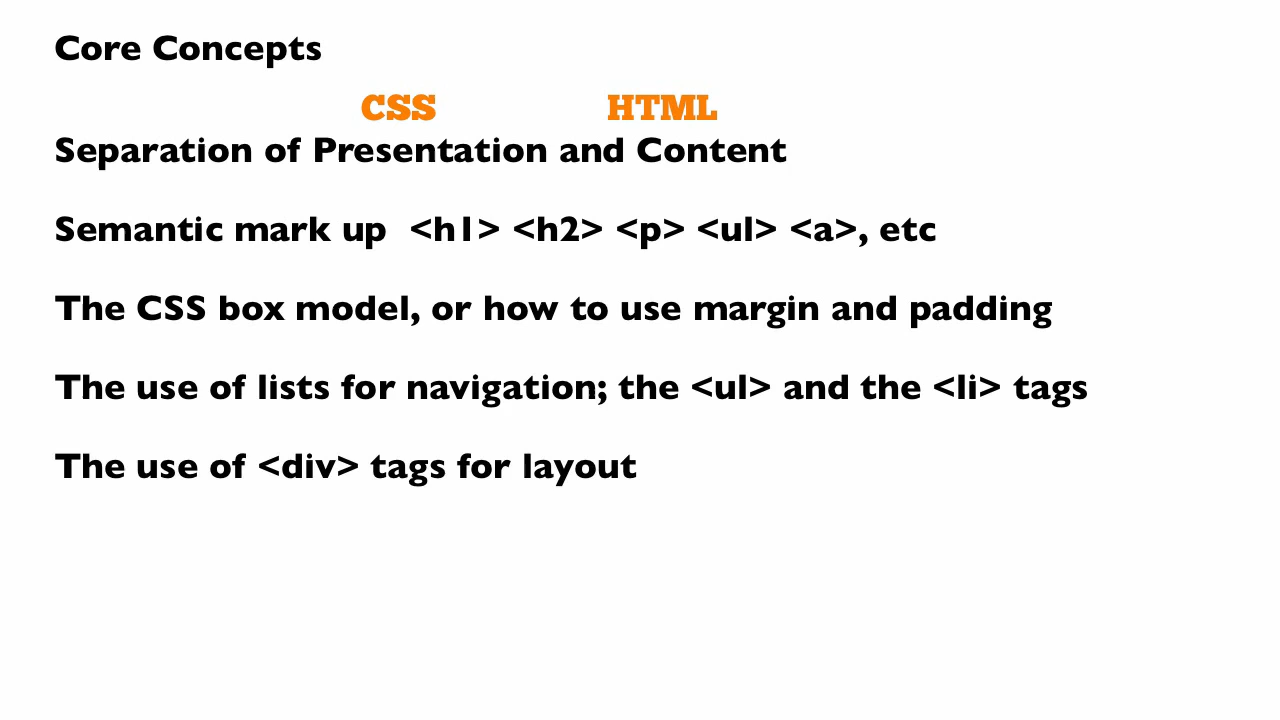 Core Concepts
CSS HTML
Separation of Presentation and Content
Semantic mark up <h1> <h2> <p> <ul> <a>, etc
The CSS box model, or how to use margin and padding
The use of lists for navigation; the <ul> and the <li> tags
The use of <div> tags for layout